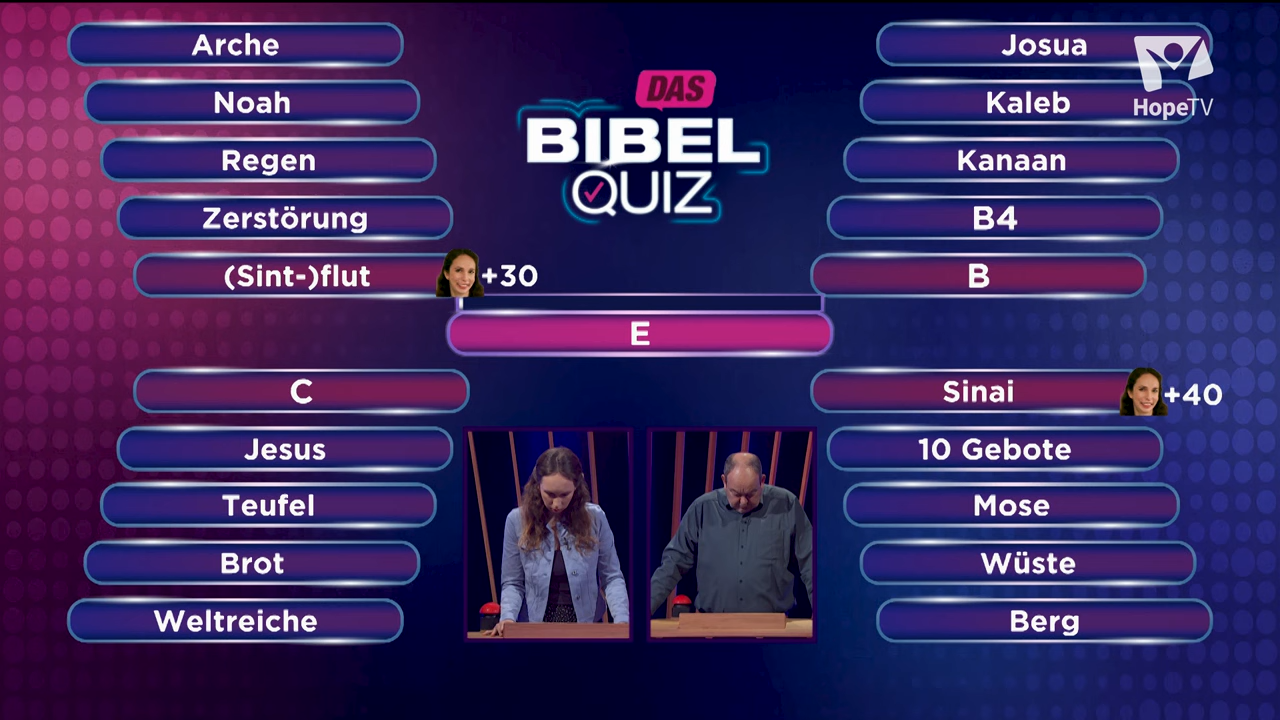 Arche
Noah
Regen
Zerstörung
(Sint-)flut
+30
DAS
BIBEL
QUIZ
Josua
Kaleb
Kanaan
B4
B
HopeTV
E
C
Jesus
Teufel
Brot
Weltreiche
Sinai
+40
10 Gebote
Mose
Wüste
Berg